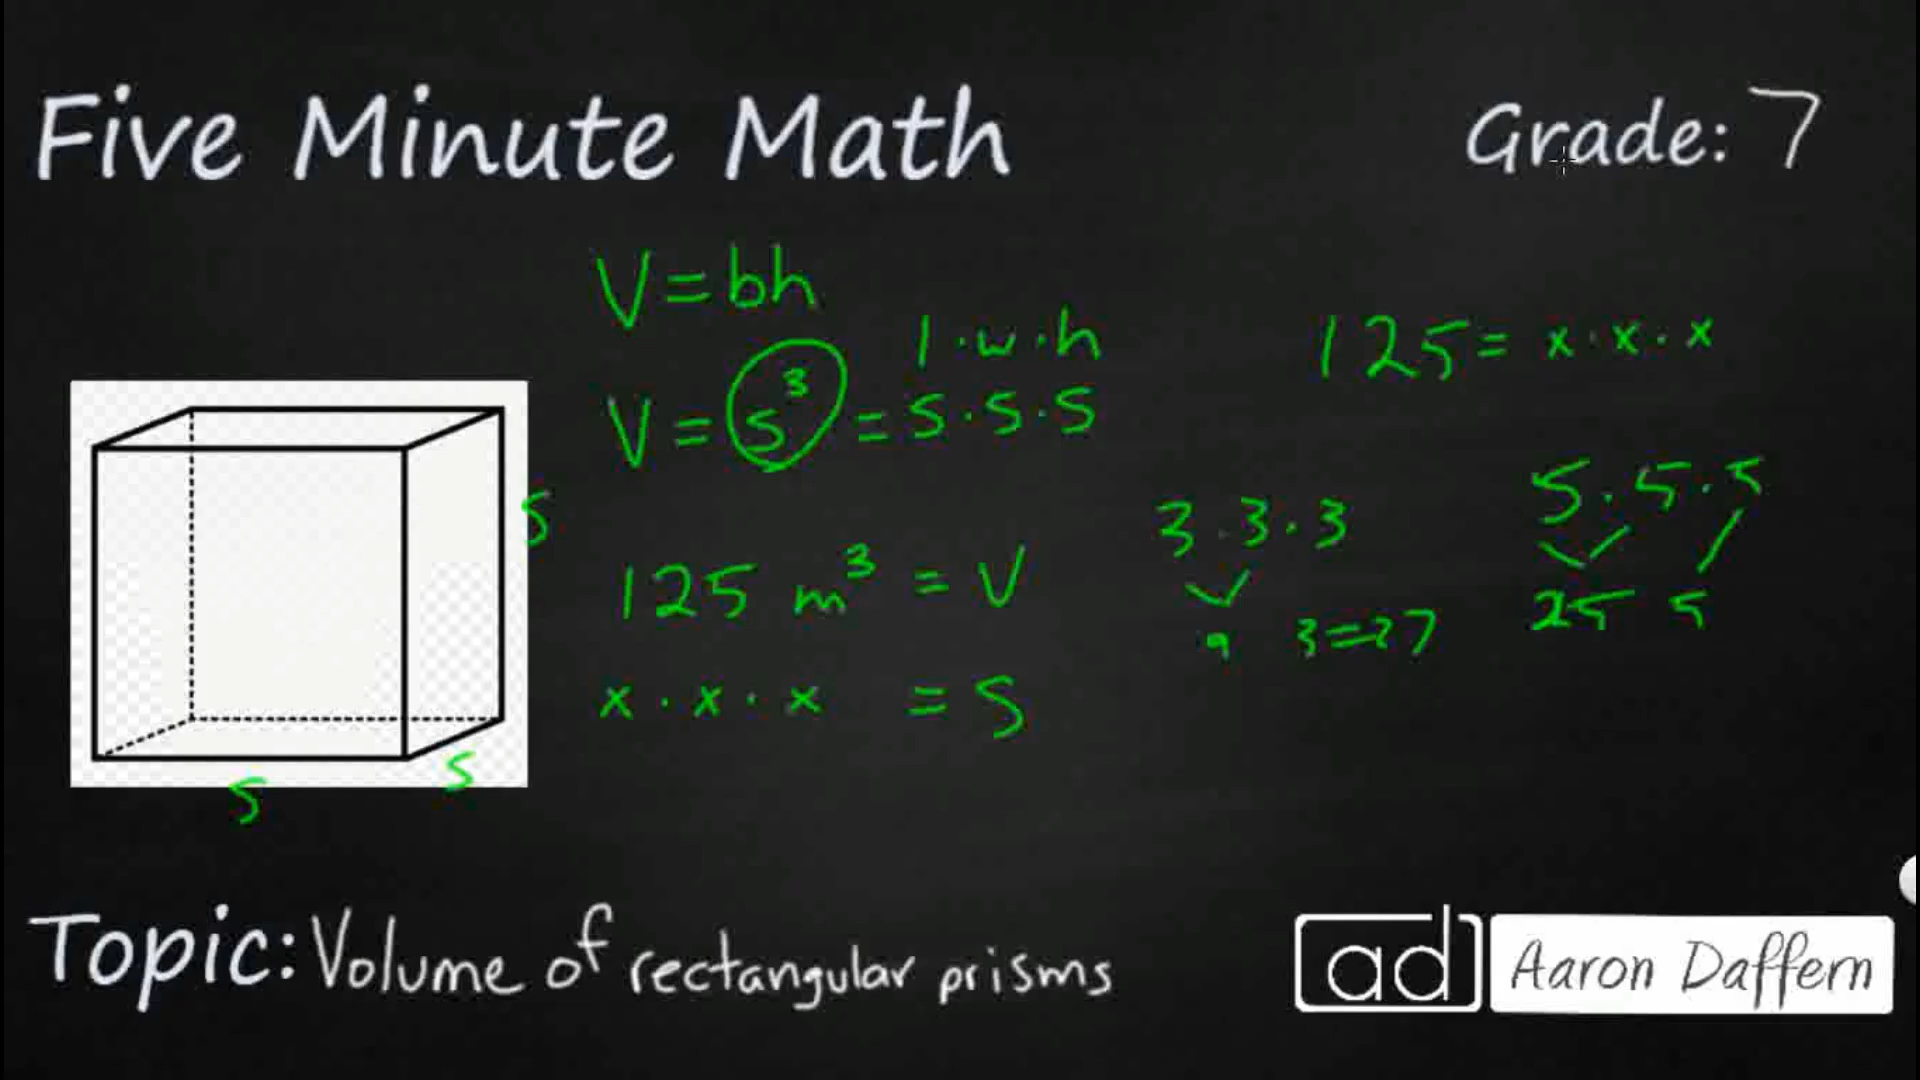 Five Minute Math
Grade: 7
V = bh
l · w · h
V = s³ = s · s · s
125 = x · x · x
s
125 m³ = V
3 · 3 · 3
5 · 5 · 5
9 3 = 27
25 5
x · x · x = s
s
s
Topic: Volume of rectangular prisms
ad Aaron Daffern